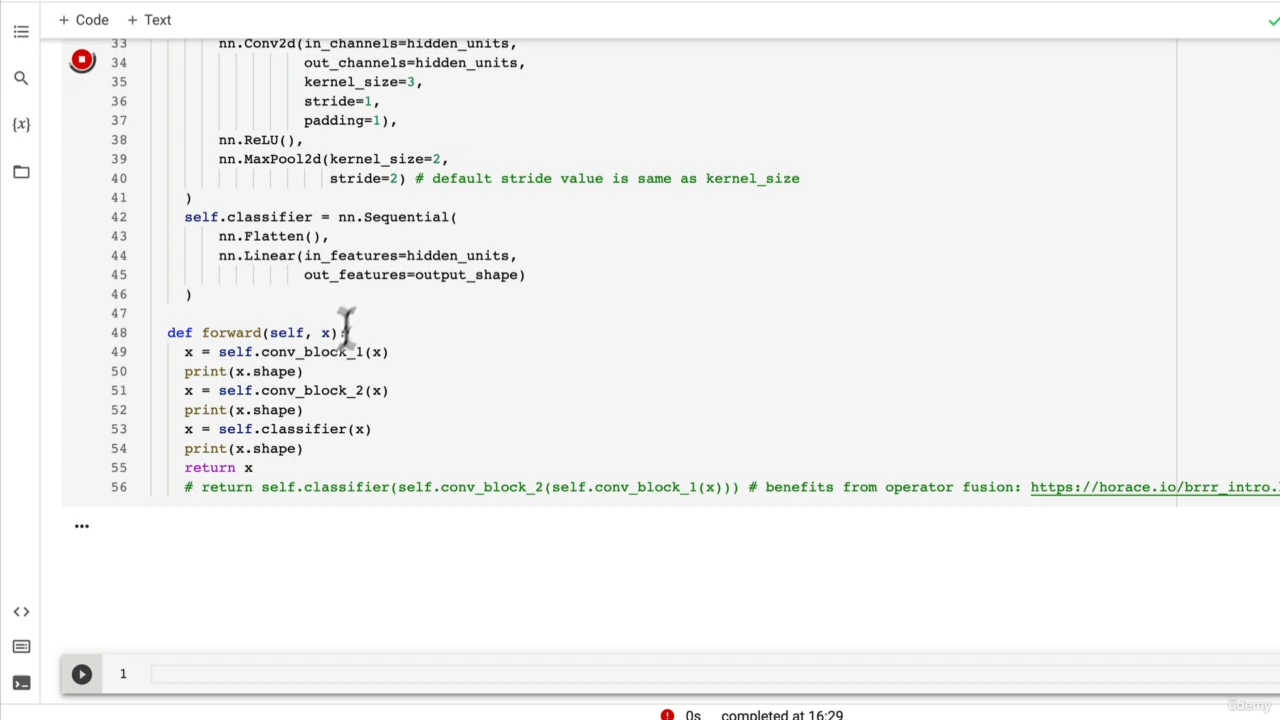 + Code + Text
33 nn.Conv2d(in_channels=hidden_units,
34 out_channels=hidden_units,
35 kernel_size=3,
36 stride=1,
37 padding=1),
38 nn.ReLU(),
39 nn.MaxPool2d(kernel_size=2,
40 stride=2) # default stride value is same as kernel_size
41 )
42 self.classifier = nn.Sequential(
43 nn.Flatten(),
44 nn.Linear(in_features=hidden_units,
45 out_features=output_shape)
46 )
47
48 def forward(self, x):
49 x = self.conv_block_1(x)
50 print(x.shape)
51 x = self.conv_block_2(x)
52 print(x.shape)
53 x = self.classifier(x)
54 print(x.shape)
55 return x
56 # return self.classifier(self.conv_block_2(self.conv_block_1(x))) # benefits from operator fusion: https://horace.io/brrr_intro.
...
1
0s completed at 16:29
ûdemy